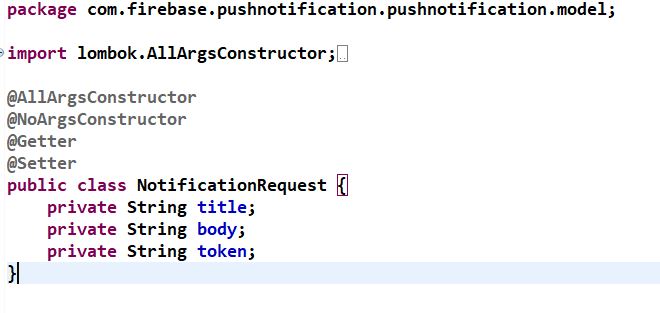 package com.firebase.pushnotification.pushnotification.model;
import lombok.AllArgsConstructor;
@AllArgsConstructor
@NoArgsConstructor
@Getter
@Setter
public class NotificationRequest {
    private String title;
    private String body;
    private String token;
}